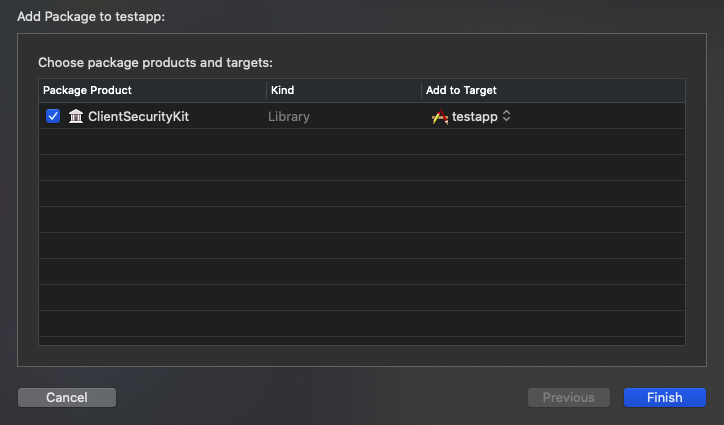 Add Package to testapp:
Choose package products and targets:
Package Product Kind Add to Target
ClientSecurityKit Library testapp
Cancel Previous Finish